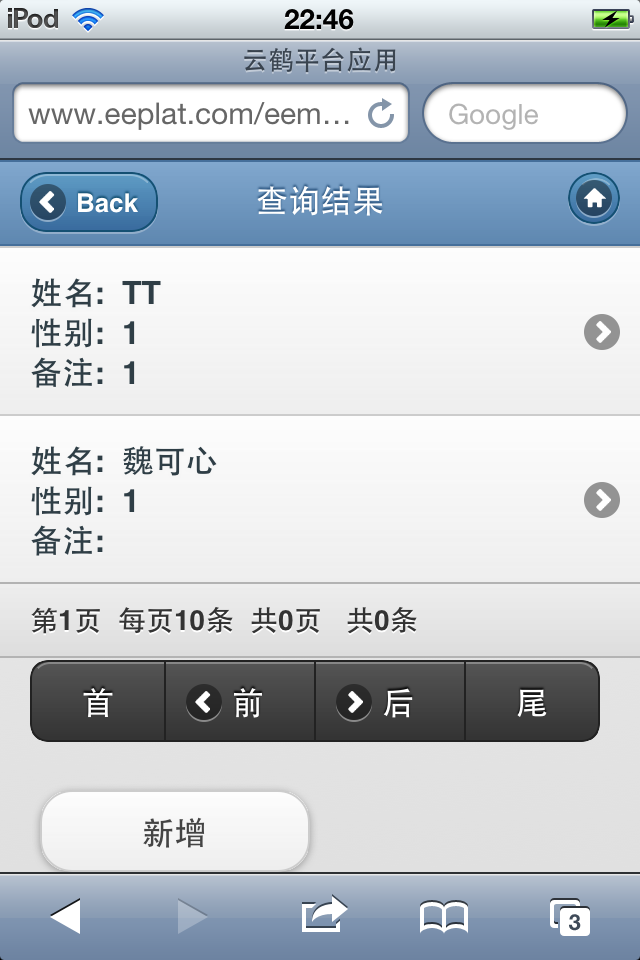 iPod 22:46
云鹤平台应用
www.eeplat.com/eem... Google
Back 查询结果
姓名: TT
性别: 1
备注: 1
姓名: 魏可心
性别: 1
备注:
第1页 每页10条 共0页 共0条
首 前 后 尾
新增
3